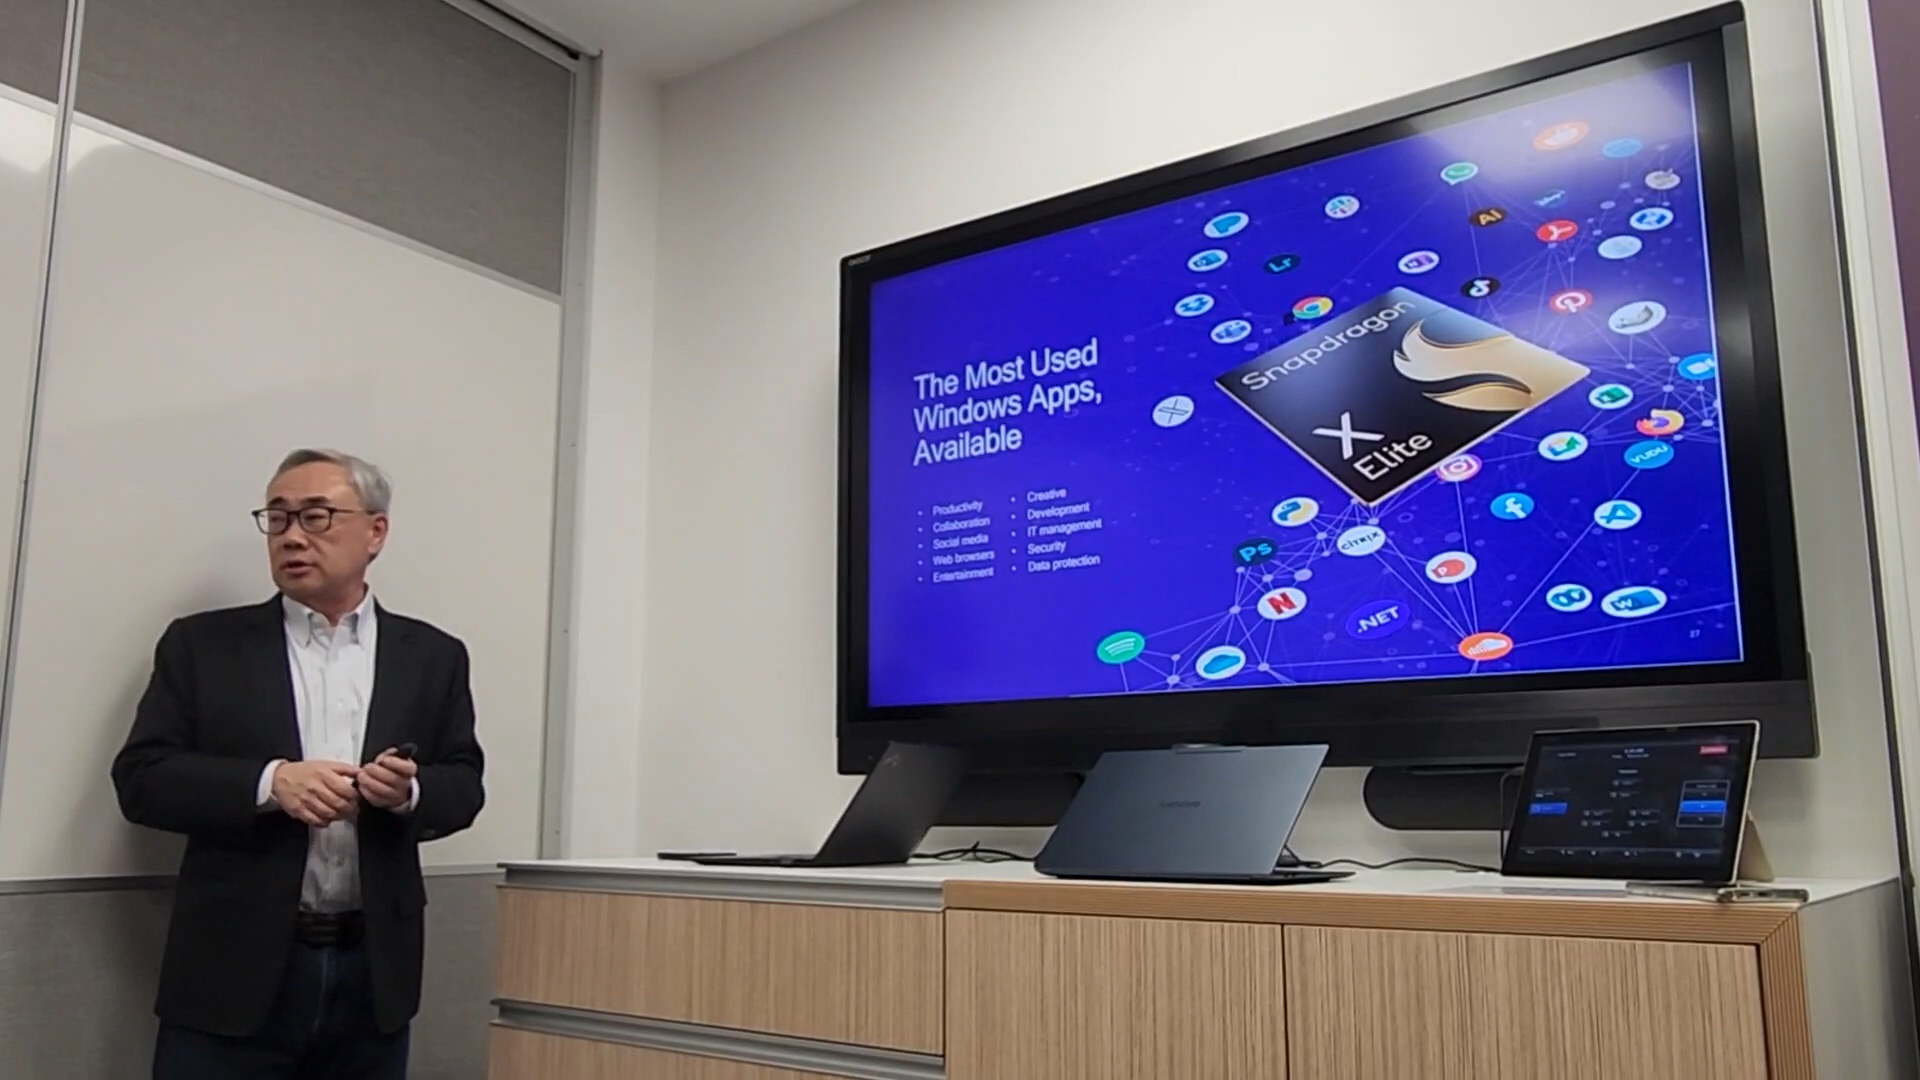 The Most Used
Windows Apps,
Available
Productivity
Collaboration
Social media
Web browsers
Entertainment
Creative
Development
IT management
Security
Data protection
Snapdragon
X
Elite
Ai
Lr
vudu
Ps
citrix
P
N
.NET
W
27
Lenovo